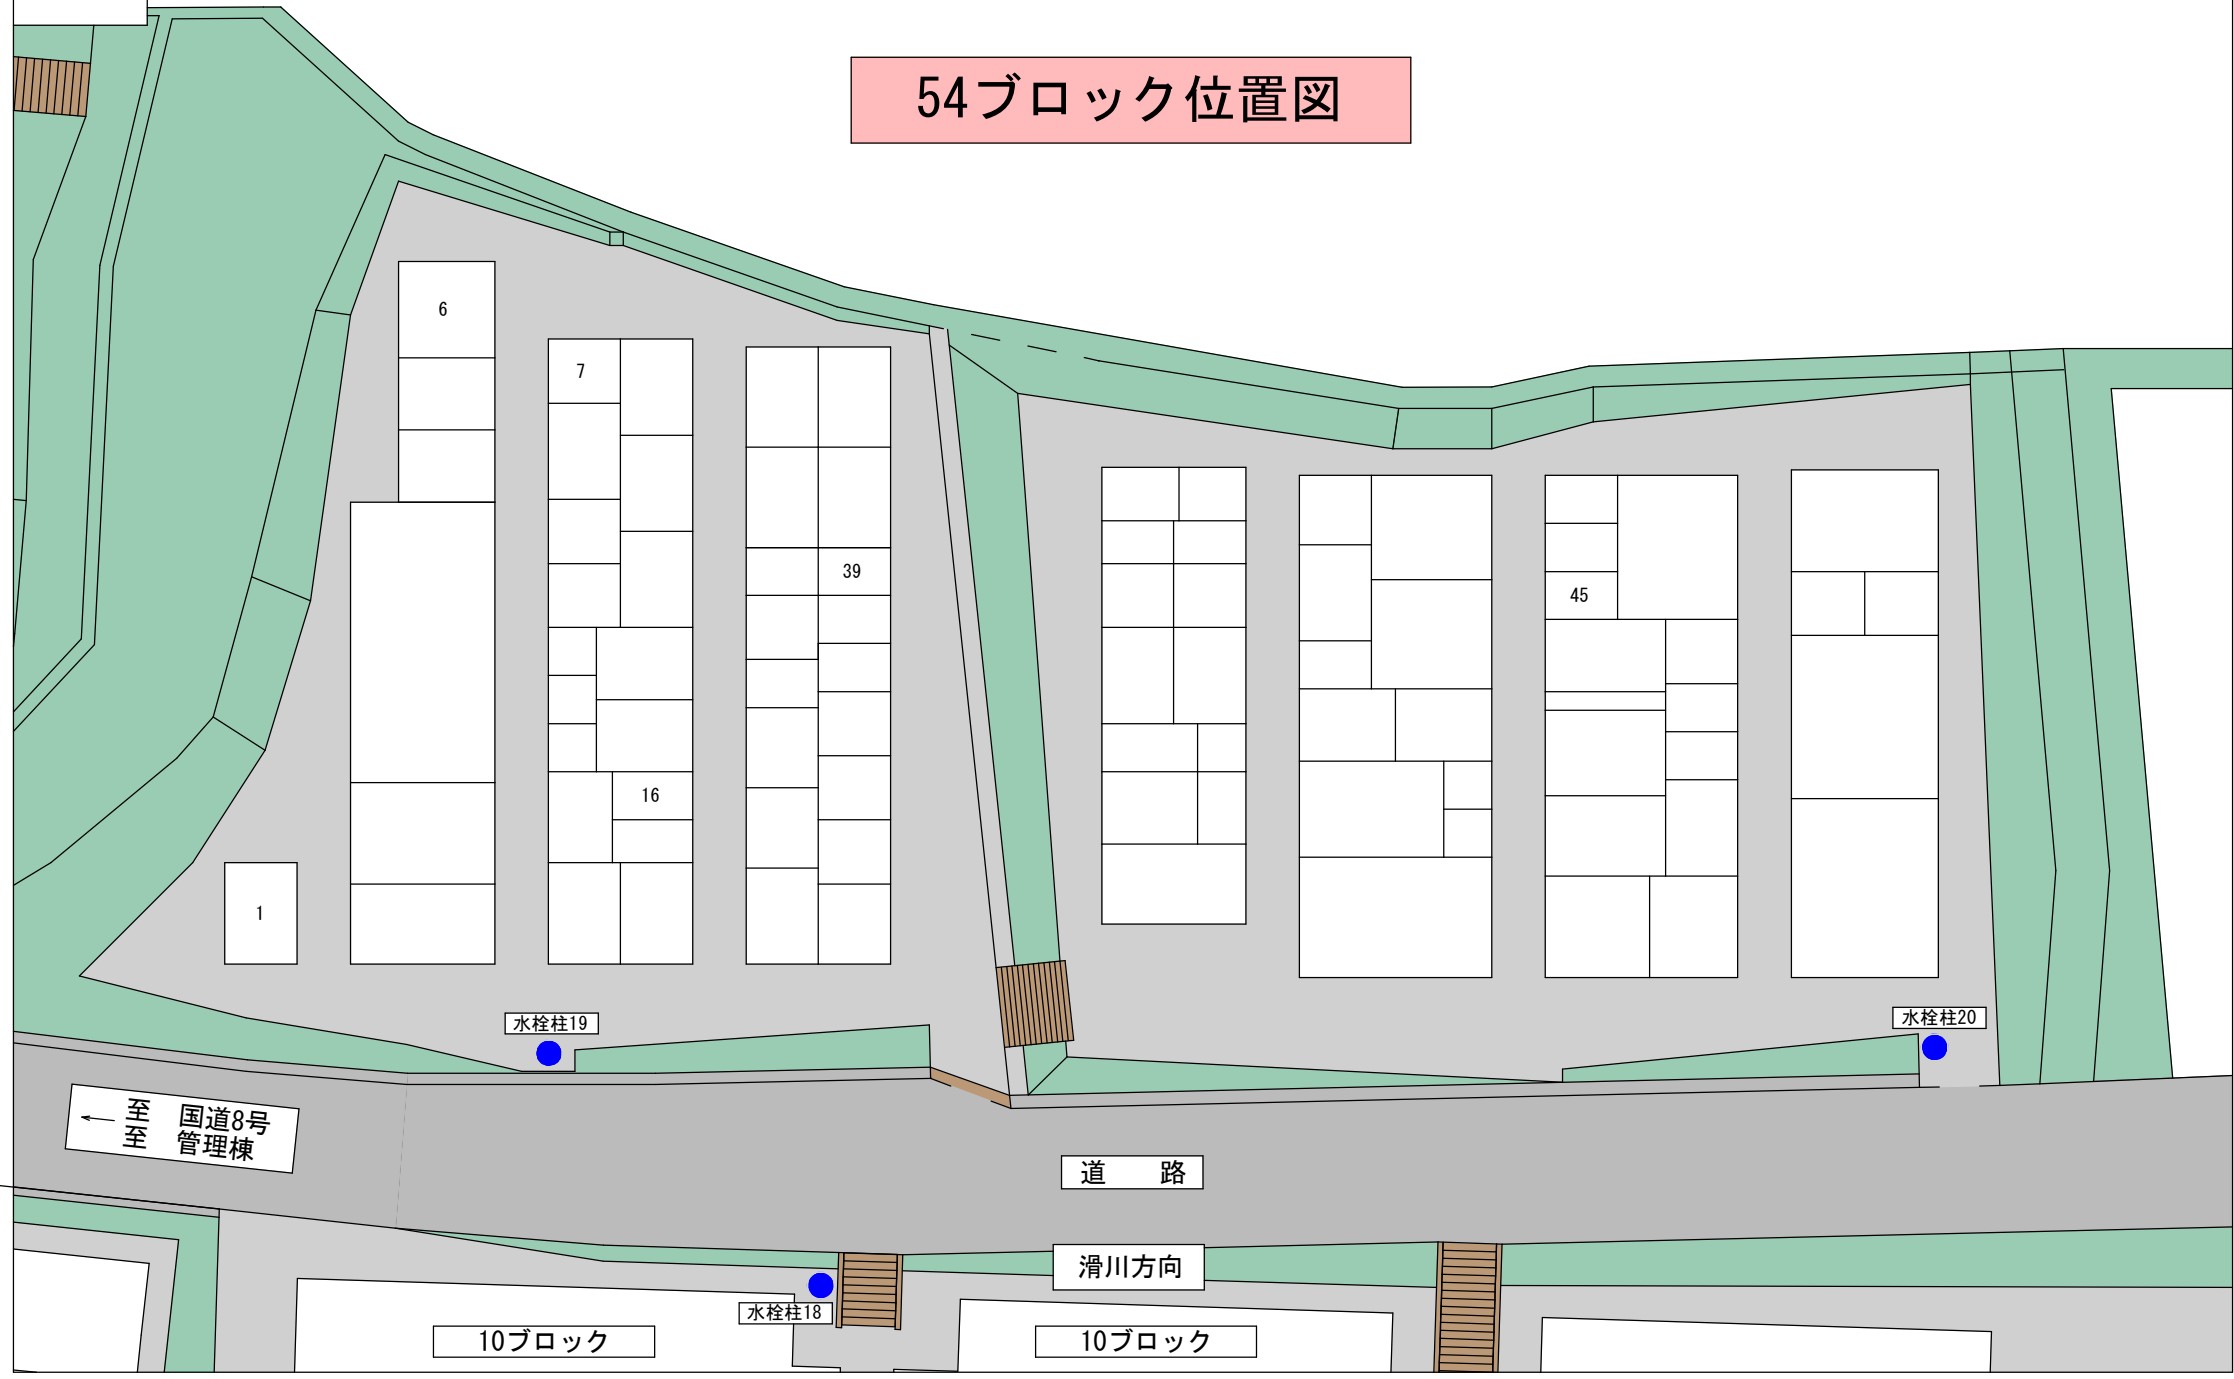 54ブロック位置図
6
7
39
45
16
1
水栓柱19
水栓柱20
← 至 国道8号
至 管理棟
道 路
滑川方向
水栓柱18
10ブロック
10ブロック